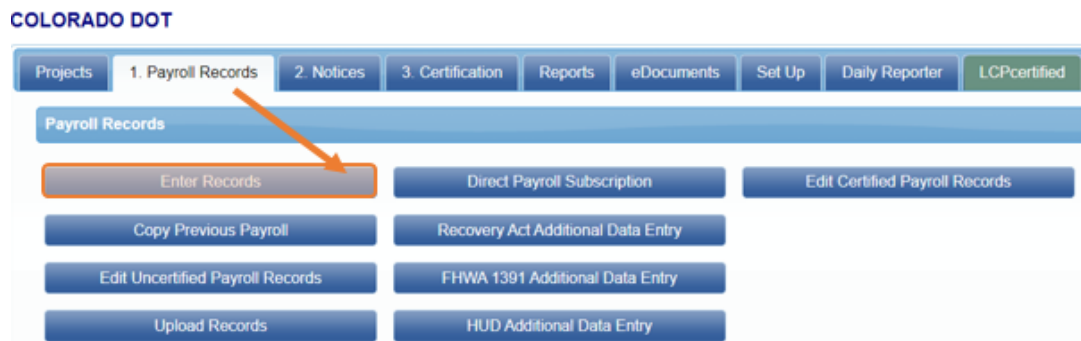 COLORADO DOT
Projects 1. Payroll Records 2. Notices 3. Certification Reports eDocuments Set Up Daily Reporter LCPcertified
Payroll Records
Enter Records Direct Payroll Subscription Edit Certified Payroll Records
Copy Previous Payroll Recovery Act Additional Data Entry
Edit Uncertified Payroll Records FHWA 1391 Additional Data Entry
Upload Records HUD Additional Data Entry